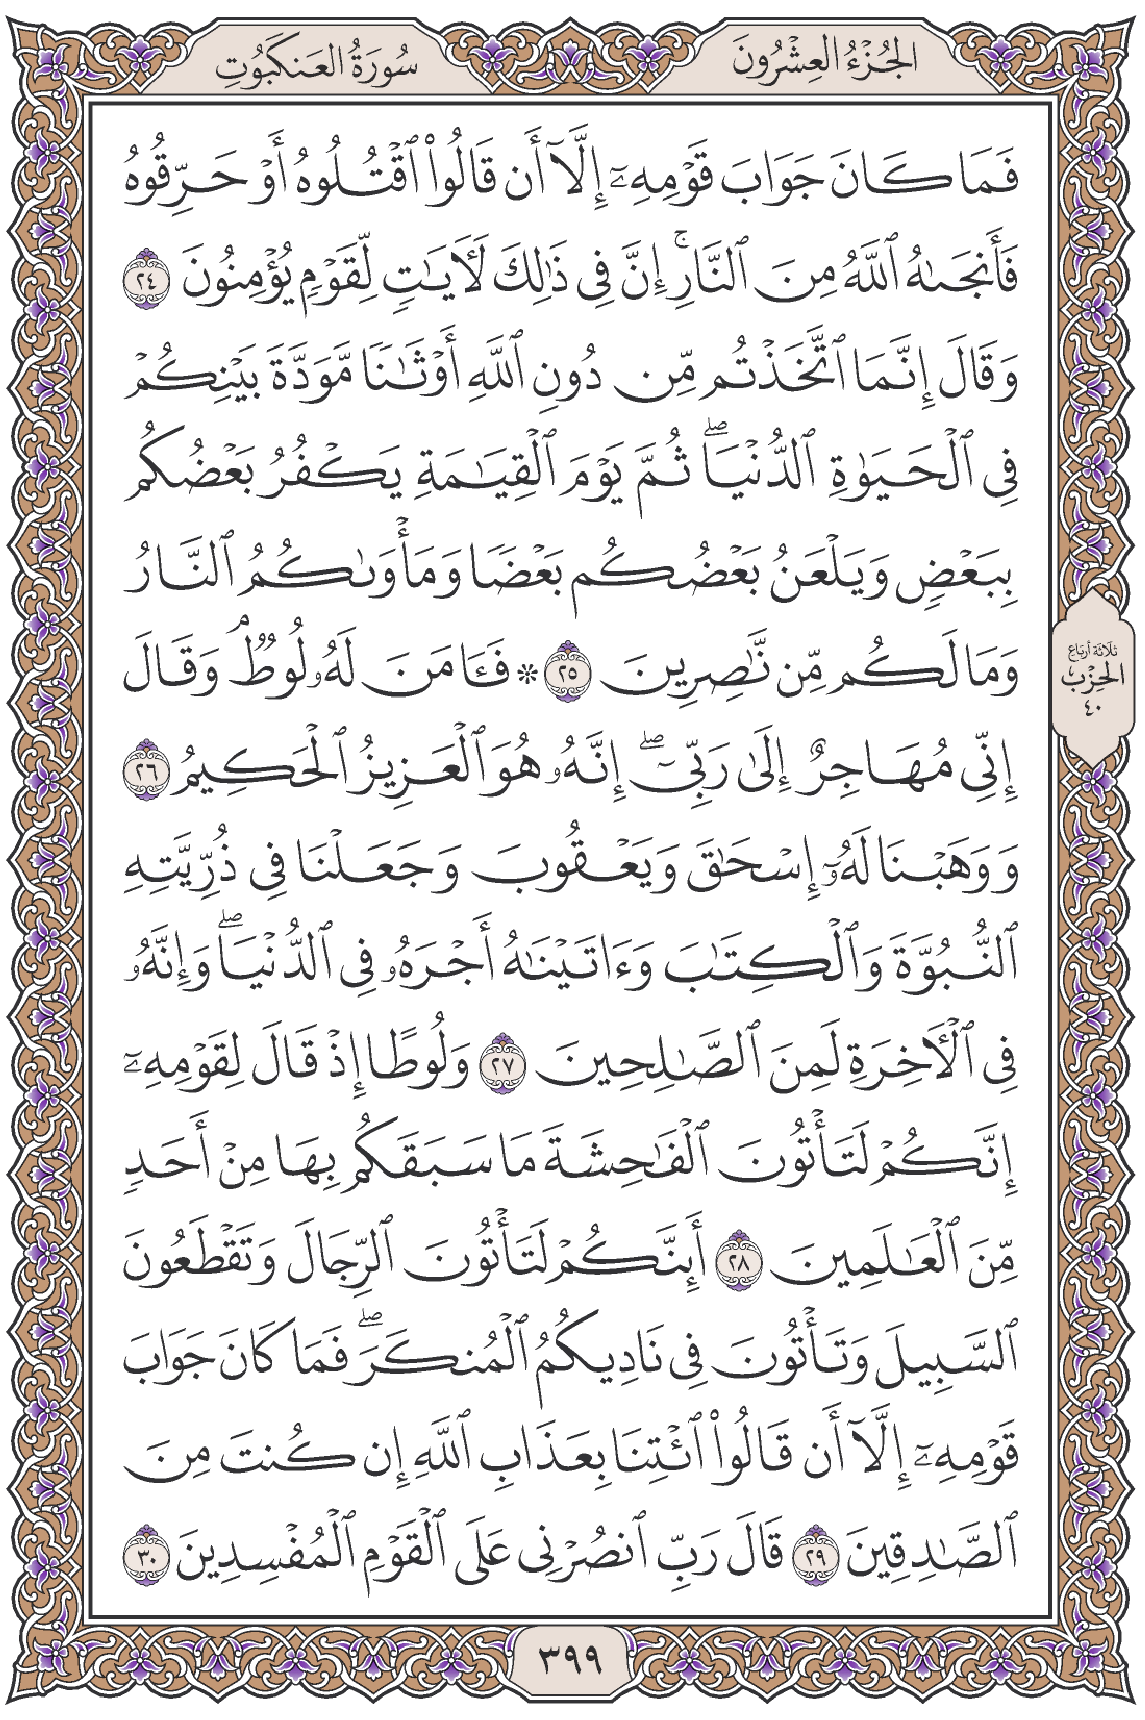 الجُزْءُ العِشْرُونَ
سُورَةُ العَنكَبُوتِ
فَمَا كَانَ جَوَابَ قَوْمِهِۦٓ إِلَّآ أَن قَالُوا۟ ٱقْتُلُوهُ أَوْ حَرِّقُوهُ
فَأَنجَىٰهُ ٱللَّهُ مِنَ ٱلنَّارِ ۚ إِنَّ فِى ذَٰلِكَ لَـَٔايَـٰتٍ لِّقَوْمٍ يُؤْمِنُونَ ٢٤
وَقَالَ إِنَّمَا ٱتَّخَذْتُم مِّن دُونِ ٱللَّهِ أَوْثَـٰنًا مَّوَدَّةَ بَيْنِكُمْ
فِى ٱلْحَيَوٰةِ ٱلدُّنْيَا ۖ ثُمَّ يَوْمَ ٱلْقِيَـٰمَةِ يَكْفُرُ بَعْضُكُم
بِبَعْضٍ وَيَلْعَنُ بَعْضُكُم بَعْضًا وَمَأْوَىٰكُمُ ٱلنَّارُ
وَمَا لَكُم مِّن نَّـٰصِرِينَ ٢٥ ۞ فَـَٔامَنَ لَهُۥ لُوطٌ ۘ وَقَالَ
إِنِّى مُهَاجِرٌ إِلَىٰ رَبِّىٓ ۖ إِنَّهُۥ هُوَ ٱلْعَزِيزُ ٱلْحَكِيمُ ٢٦
وَوَهَبْنَا لَهُۥٓ إِسْحَـٰقَ وَيَعْقُوبَ وَجَعَلْنَا فِى ذُرِّيَّتِهِ
ٱلنُّبُوَّةَ وَٱلْكِتَـٰبَ وَءَاتَيْنَـٰهُ أَجْرَهُۥ فِى ٱلدُّنْيَا ۖ وَإِنَّهُۥ
فِى ٱلْـَٔاخِرَةِ لَمِنَ ٱلصَّـٰلِحِينَ ٢٧ وَلُوطًا إِذْ قَالَ لِقَوْمِهِۦٓ
إِنَّكُمْ لَتَأْتُونَ ٱلْفَـٰحِشَةَ مَا سَبَقَكُم بِهَا مِنْ أَحَدٍ
مِّنَ ٱلْعَـٰلَمِينَ ٢٨ أَئِنَّكُمْ لَتَأْتُونَ ٱلرِّجَالَ وَتَقْطَعُونَ
ٱلسَّبِيلَ وَتَأْتُونَ فِى نَادِيكُمُ ٱلْمُنكَرَ ۖ فَمَا كَانَ جَوَابَ
قَوْمِهِۦٓ إِلَّآ أَن قَالُوا۟ ٱئْتِنَا بِعَذَابِ ٱللَّهِ إِن كُنتَ مِنَ
ٱلصَّـٰدِقِينَ ٢٩ قَالَ رَبِّ ٱنصُرْنِى عَلَى ٱلْقَوْمِ ٱلْمُفْسِدِينَ ٣٠
ثلاثة أرباع
الحِزْب
٤٠
٣٩٩